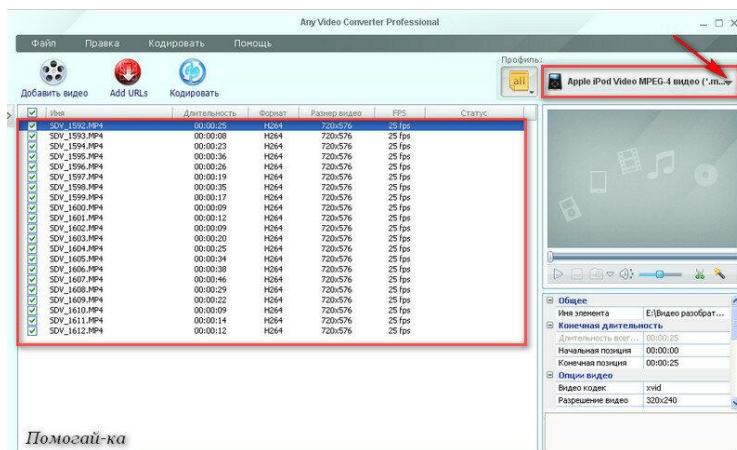 Any Video Converter Professional
Файл Правка Кодировать Помощь
Профиль:
all
Apple iPod Video MPEG-4 видео (*.m...
Добавить видео Add URLs Кодировать
Имя Длительность Формат Размер видео FPS Статус
SDV_1592.MP4 00:00:25 H264 720x576 25 fps
SDV_1593.MP4 00:00:08 H264 720x576 25 fps
SDV_1594.MP4 00:00:23 H264 720x576 25 fps
SDV_1595.MP4 00:00:36 H264 720x576 25 fps
SDV_1596.MP4 00:00:26 H264 720x576 25 fps
SDV_1597.MP4 00:00:19 H264 720x576 25 fps
SDV_1598.MP4 00:00:35 H264 720x576 25 fps
SDV_1599.MP4 00:00:17 H264 720x576 25 fps
SDV_1600.MP4 00:00:09 H264 720x576 25 fps
SDV_1601.MP4 00:00:12 H264 720x576 25 fps
SDV_1602.MP4 00:00:09 H264 720x576 25 fps
SDV_1603.MP4 00:00:20 H264 720x576 25 fps
SDV_1604.MP4 00:00:25 H264 720x576 25 fps
SDV_1605.MP4 00:00:34 H264 720x576 25 fps
SDV_1606.MP4 00:00:38 H264 720x576 25 fps
SDV_1607.MP4 00:00:46 H264 720x576 25 fps
SDV_1608.MP4 00:00:29 H264 720x576 25 fps
SDV_1609.MP4 00:00:22 H264 720x576 25 fps
SDV_1610.MP4 00:00:09 H264 720x576 25 fps
SDV_1611.MP4 00:00:14 H264 720x576 25 fps
SDV_1612.MP4 00:00:12 H264 720x576 25 fps
Общее
Имя элемента E:\Видео разобрат...
Конечная длительность
Длительность всег... 00:00:25
Начальная позиция 00:00:00
Конечная позиция 00:00:25
Опции видео
Видео кодек xvid
Разрешение видео 320x240
Помогай-ка